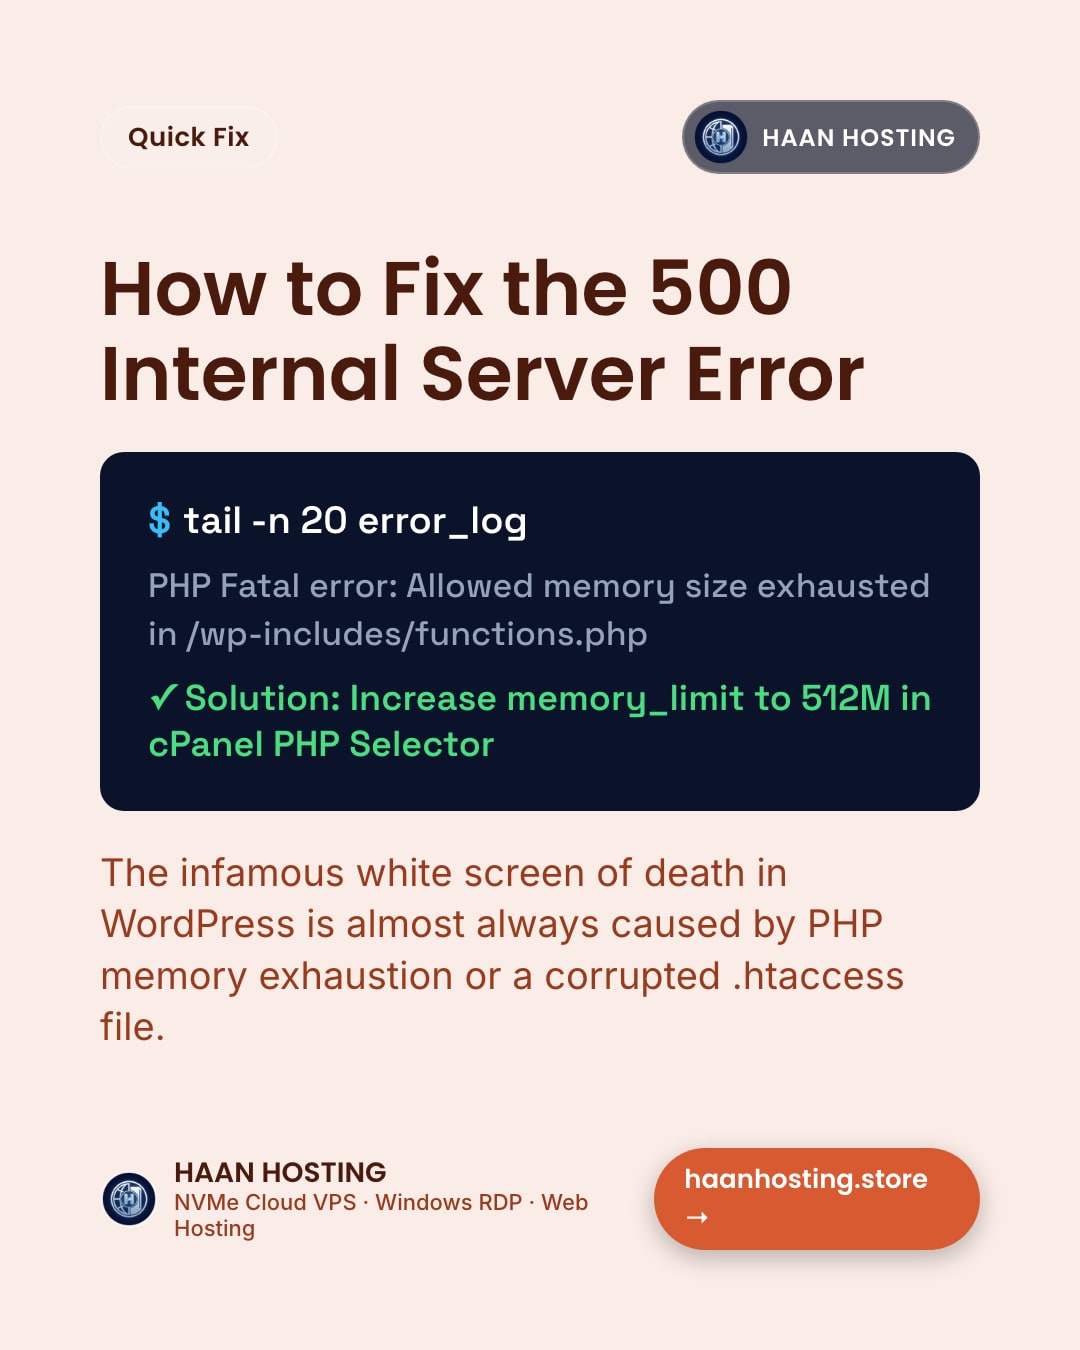 Quick Fix
HAAN HOSTING
How to Fix the 500
Internal Server Error
$ tail -n 20 error_log
PHP Fatal error: Allowed memory size exhausted
in /wp-includes/functions.php
✓ Solution: Increase memory_limit to 512M in
cPanel PHP Selector
The infamous white screen of death in
WordPress is almost always caused by PHP
memory exhaustion or a corrupted .htaccess
file.
HAAN HOSTING
NVMe Cloud VPS · Windows RDP · Web
Hosting
haanhosting.store
→